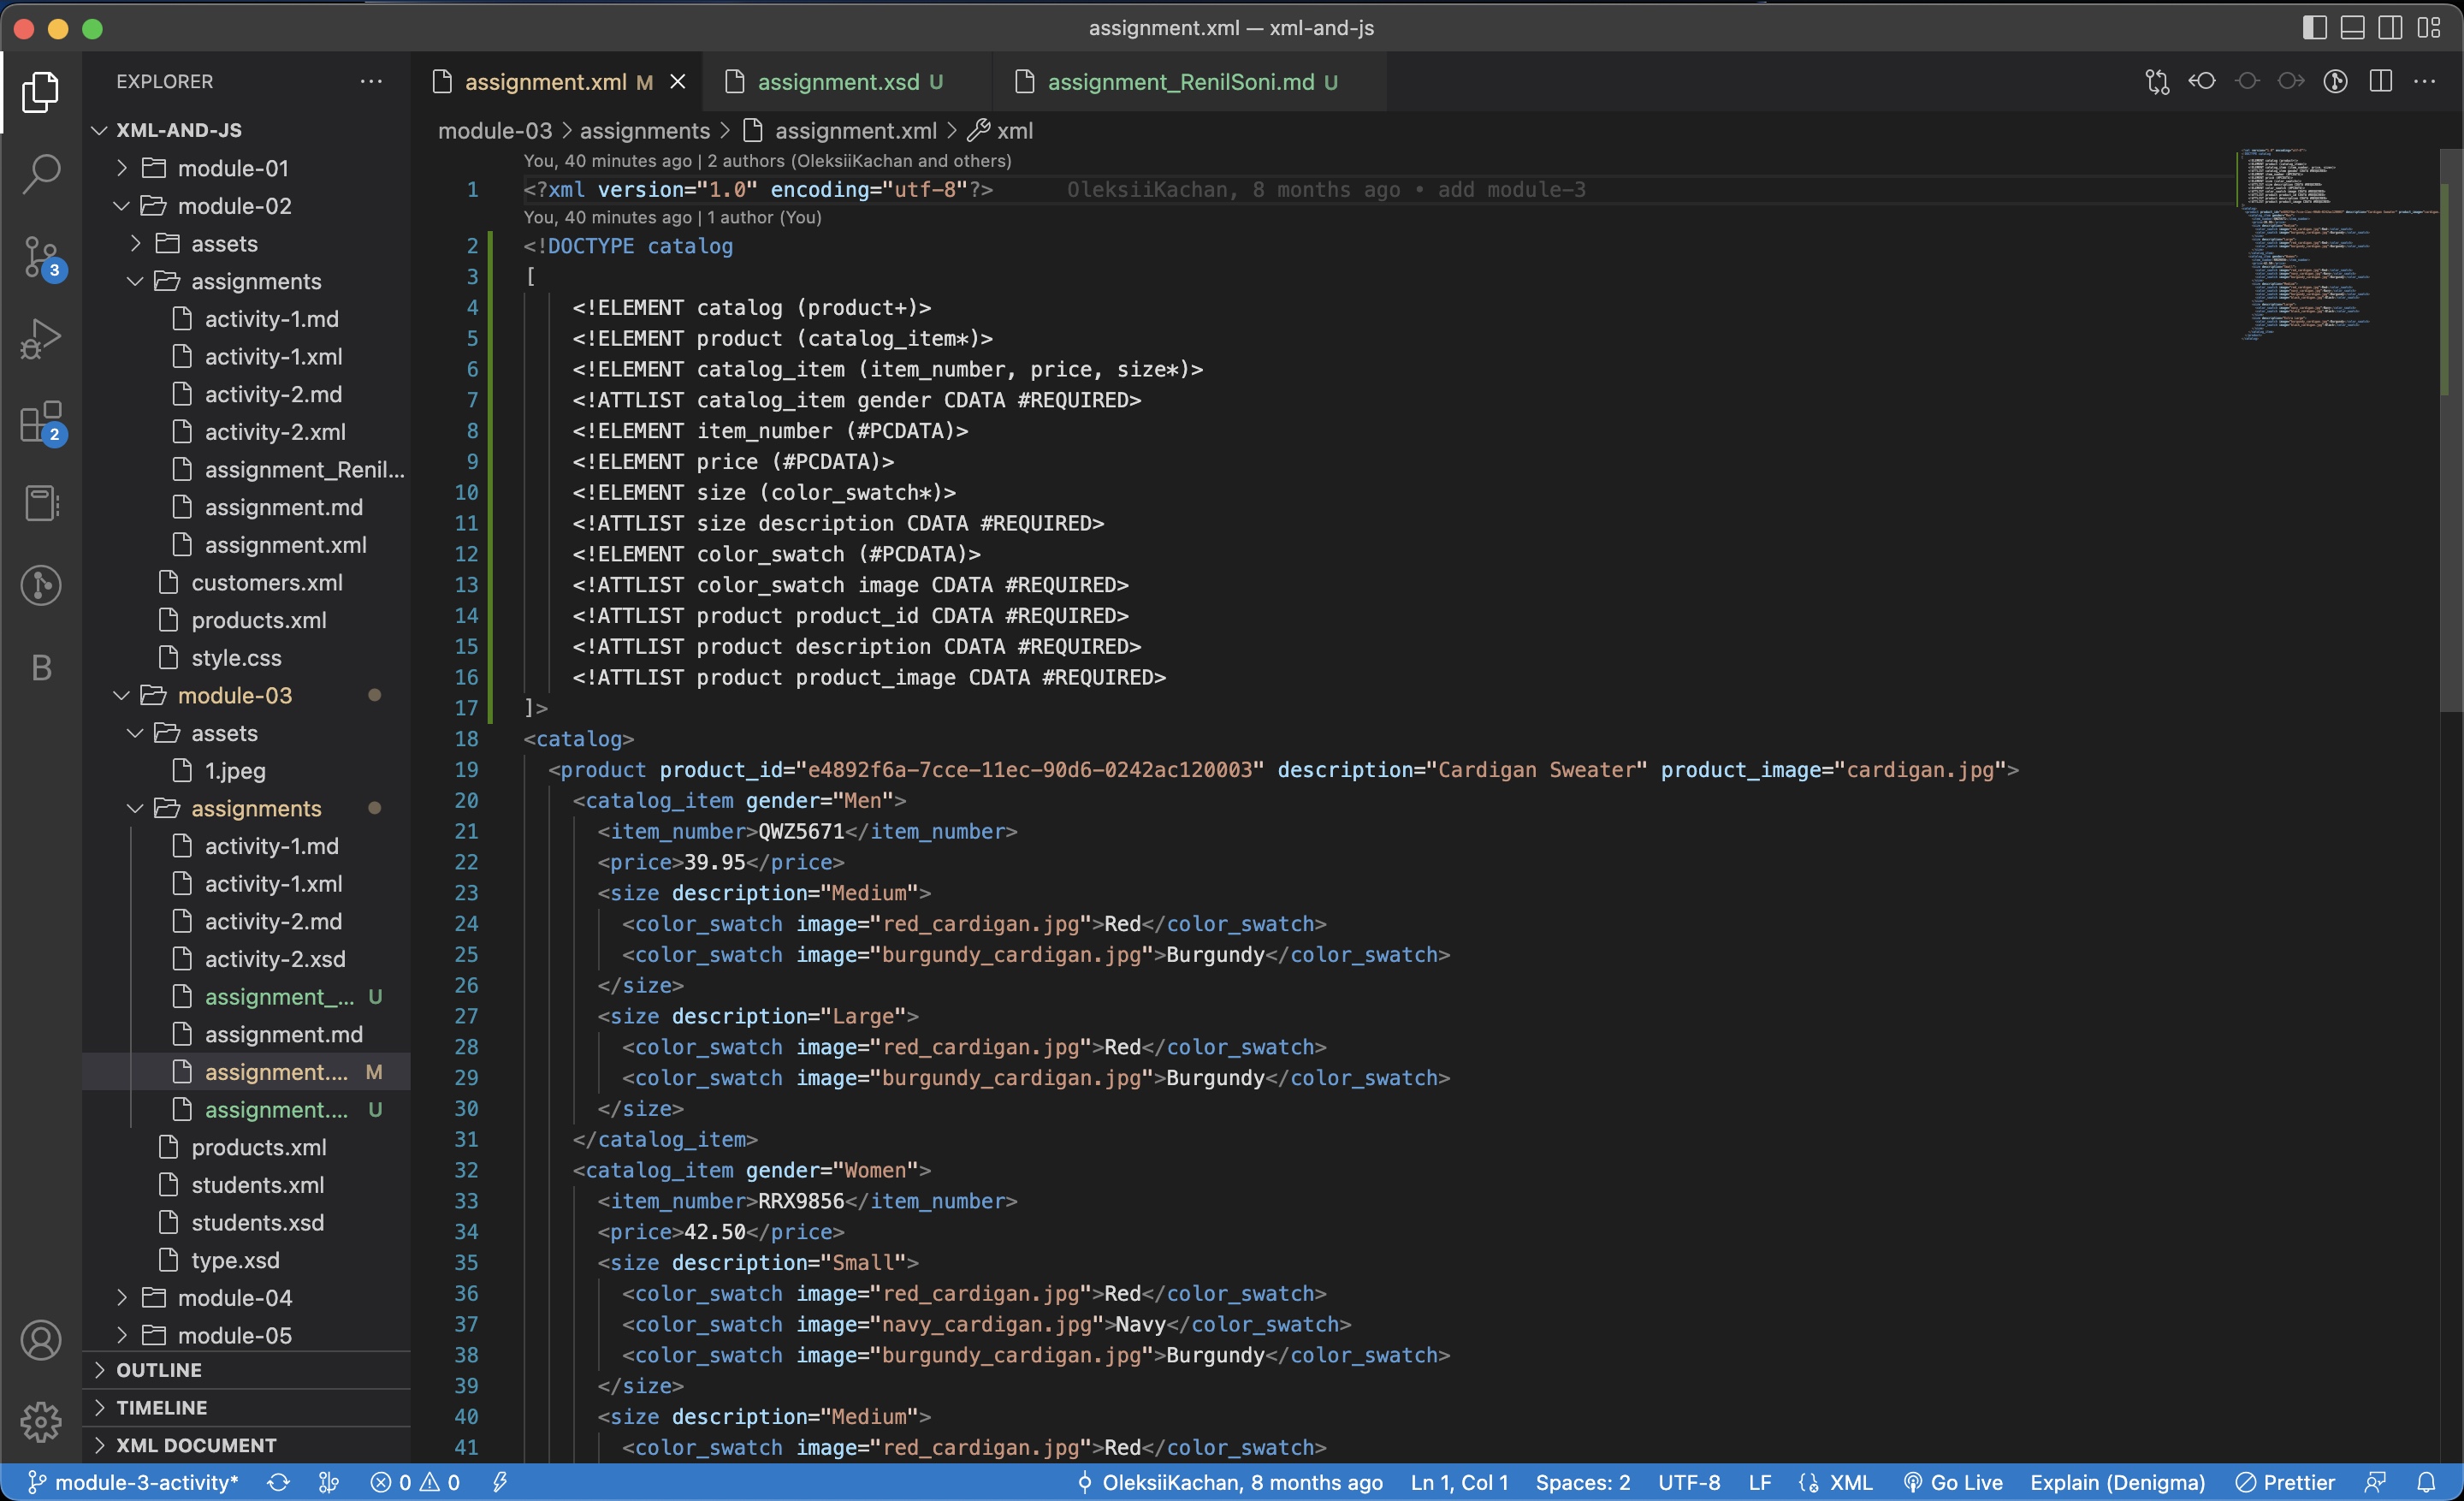 assignment.xml — xml-and-js
EXPLORER
XML-AND-JS
module-01
module-02
assets
assignments
activity-1.md
activity-1.xml
activity-2.md
activity-2.xml
assignment_Renil...
assignment.md
assignment.xml
customers.xml
products.xml
style.css
module-03
assets
1.jpeg
assignments
activity-1.md
activity-1.xml
activity-2.md
activity-2.xsd
assignment_... U
assignment.md
assignment.... M
assignment.... U
products.xml
students.xml
students.xsd
type.xsd
module-04
module-05
OUTLINE
TIMELINE
XML DOCUMENT
3
2
B
assignment.xml M
assignment.xsd U
assignment_RenilSoni.md U
module-03 > assignments > assignment.xml > xml
You, 40 minutes ago | 2 authors (OleksiiKachan and others)
1 <?xml version="1.0" encoding="utf-8"?> OleksiiKachan, 8 months ago • add module-3
You, 40 minutes ago | 1 author (You)
2 <!DOCTYPE catalog
3 [
4 <!ELEMENT catalog (product+)>
5 <!ELEMENT product (catalog_item*)>
6 <!ELEMENT catalog_item (item_number, price, size*)>
7 <!ATTLIST catalog_item gender CDATA #REQUIRED>
8 <!ELEMENT item_number (#PCDATA)>
9 <!ELEMENT price (#PCDATA)>
10 <!ELEMENT size (color_swatch*)>
11 <!ATTLIST size description CDATA #REQUIRED>
12 <!ELEMENT color_swatch (#PCDATA)>
13 <!ATTLIST color_swatch image CDATA #REQUIRED>
14 <!ATTLIST product product_id CDATA #REQUIRED>
15 <!ATTLIST product description CDATA #REQUIRED>
16 <!ATTLIST product product_image CDATA #REQUIRED>
17 ]>
18 <catalog>
19 <product product_id="e4892f6a-7cce-11ec-90d6-0242ac120003" description="Cardigan Sweater" product_image="cardigan.jpg">
20 <catalog_item gender="Men">
21 <item_number>QWZ5671</item_number>
22 <price>39.95</price>
23 <size description="Medium">
24 <color_swatch image="red_cardigan.jpg">Red</color_swatch>
25 <color_swatch image="burgundy_cardigan.jpg">Burgundy</color_swatch>
26 </size>
27 <size description="Large">
28 <color_swatch image="red_cardigan.jpg">Red</color_swatch>
29 <color_swatch image="burgundy_cardigan.jpg">Burgundy</color_swatch>
30 </size>
31 </catalog_item>
32 <catalog_item gender="Women">
33 <item_number>RRX9856</item_number>
34 <price>42.50</price>
35 <size description="Small">
36 <color_swatch image="red_cardigan.jpg">Red</color_swatch>
37 <color_swatch image="navy_cardigan.jpg">Navy</color_swatch>
38 <color_swatch image="burgundy_cardigan.jpg">Burgundy</color_swatch>
39 </size>
40 <size description="Medium">
41 <color_swatch image="red_cardigan.jpg">Red</color_swatch>
module-3-activity* 0 0 OleksiiKachan, 8 months ago Ln 1, Col 1 Spaces: 2 UTF-8 LF XML Go Live Explain (Denigma) Prettier